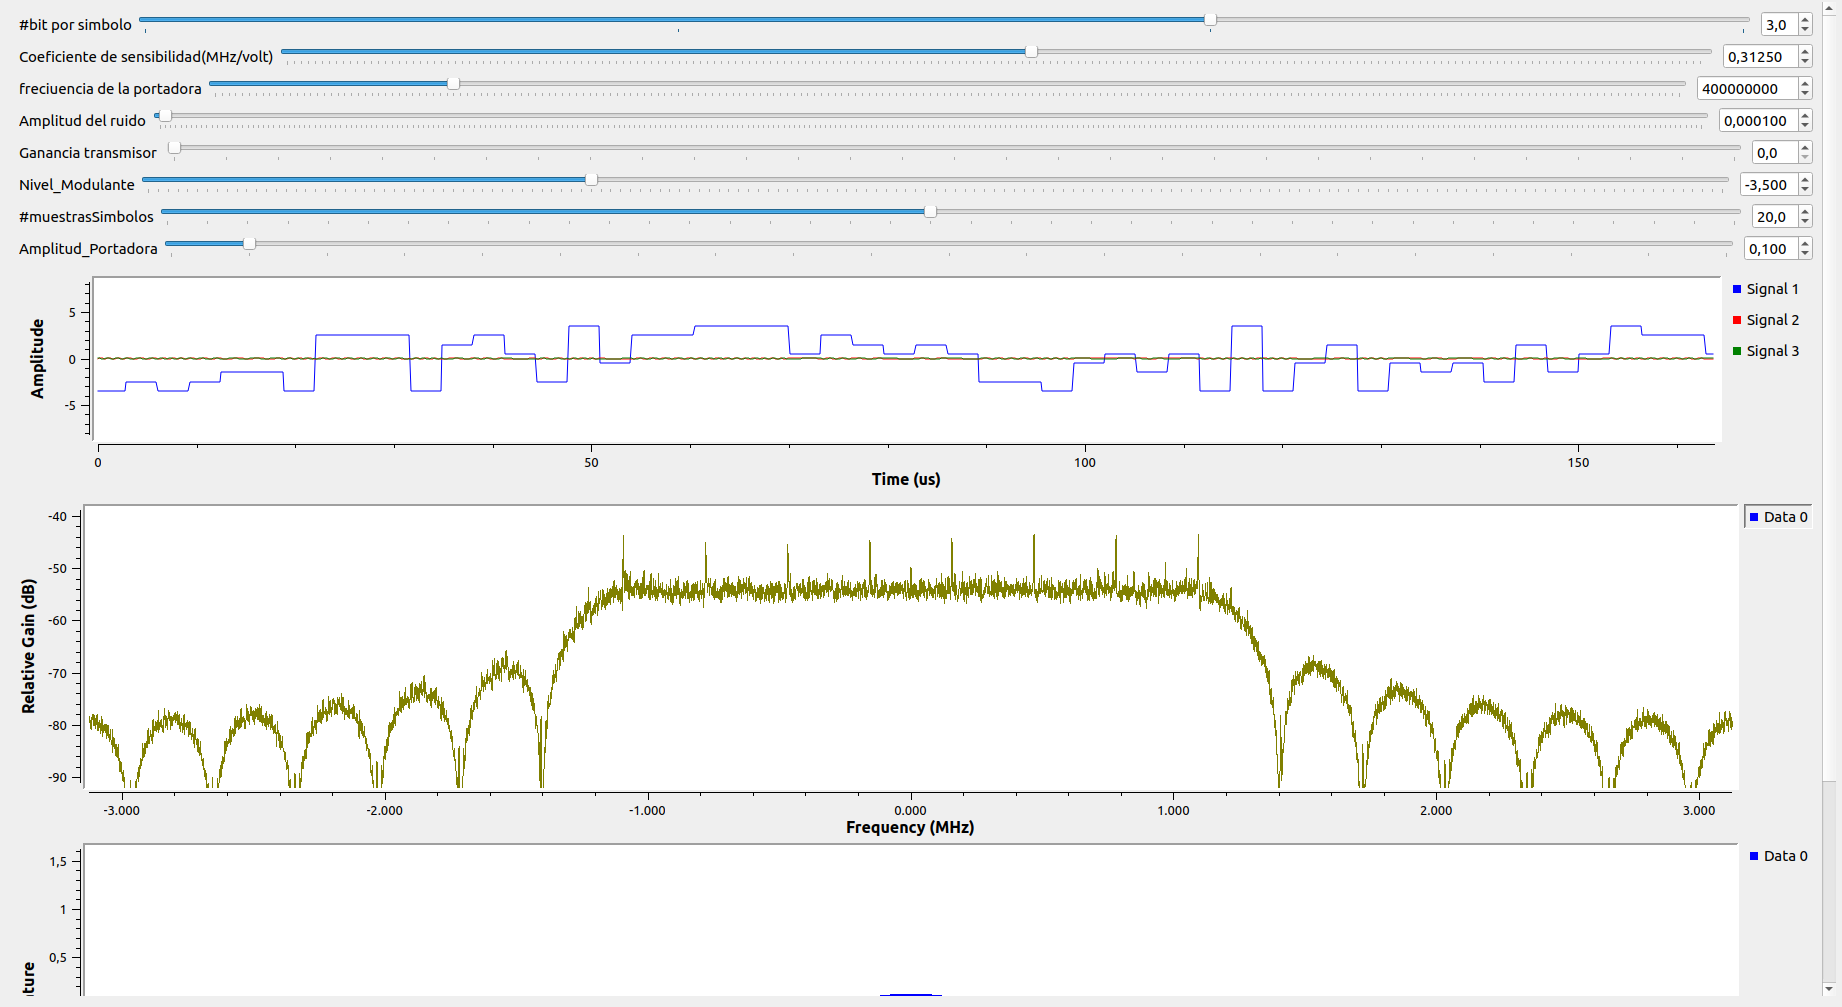 #bit por simbolo 3,0
Coeficiente de sensibilidad(MHz/volt) 0,31250
freciuencia de la portadora 400000000
Amplitud del ruido 0,000100
Ganancia transmisor 0,0
Nivel_Modulante -3,500
#muestrasSimbolos 20,0
Amplitud_Portadora 0,100
Amplitude
5
0
-5
0 50 100 150
Time (us)
Signal 1
Signal 2
Signal 3
Relative Gain (dB)
-40
-50
-60
-70
-80
-90
-3.000 -2.000 -1.000 0.000 1.000 2.000 3.000
Frequency (MHz)
Data 0
1,5
1
0,5
ture
Data 0